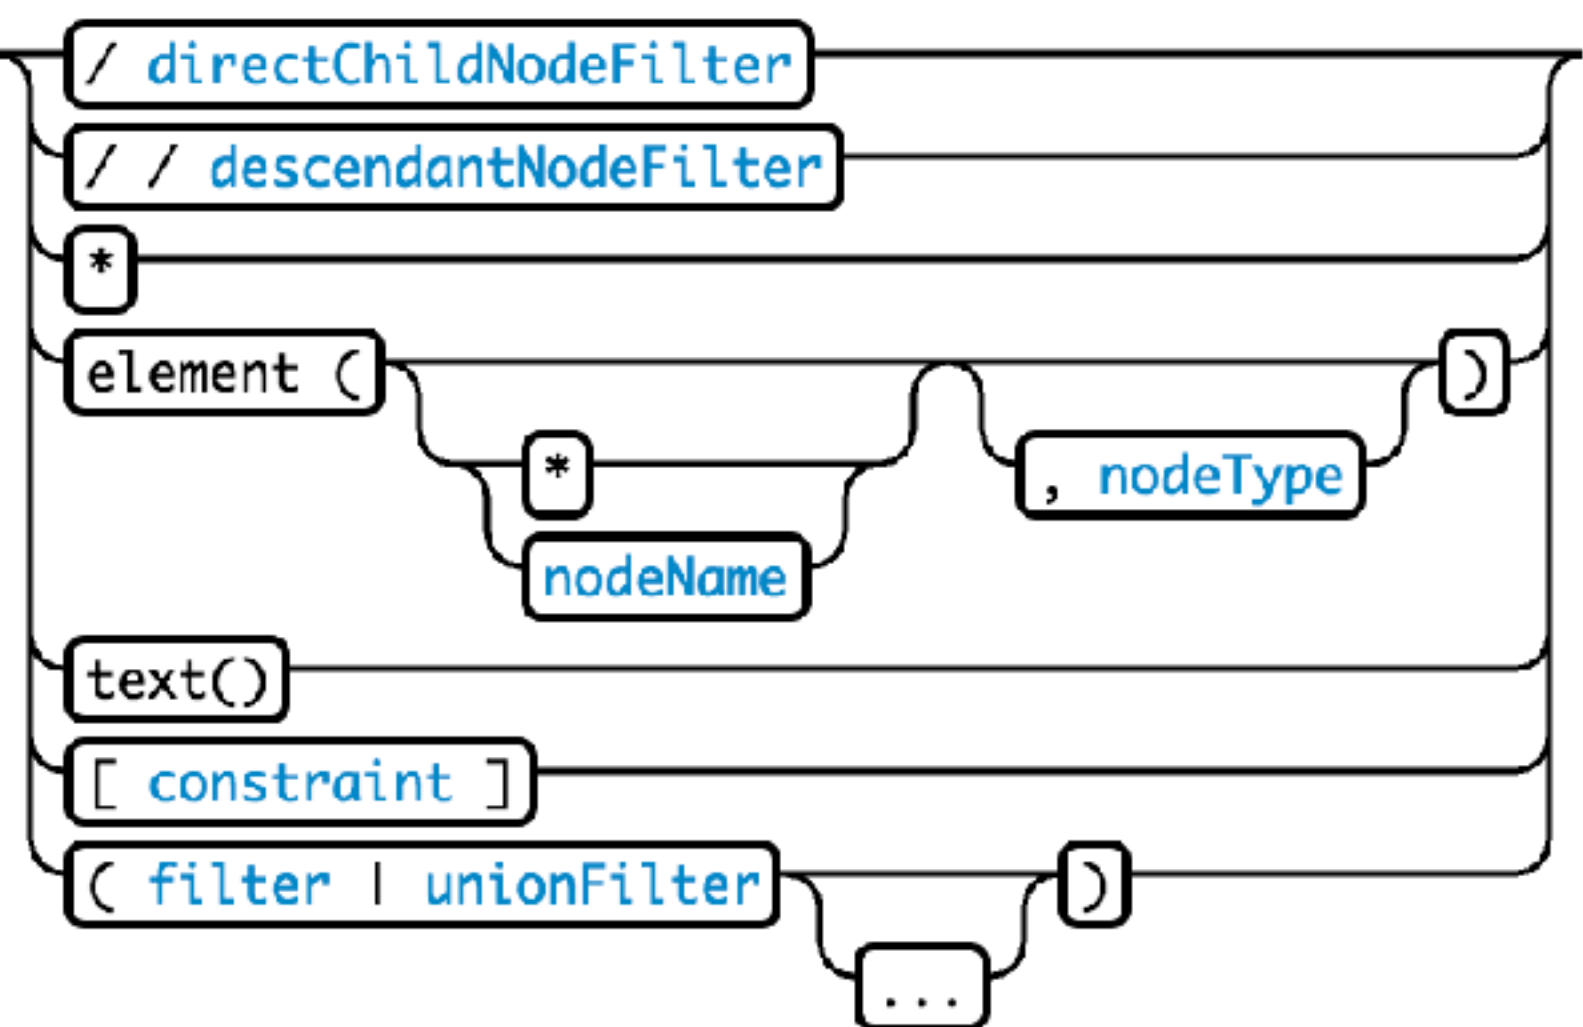 / directChildNodeFilter
/ / descendantNodeFilter
*
element ( )
* , nodeType
nodeName
text()
[ constraint ]
( filter | unionFilter )
...